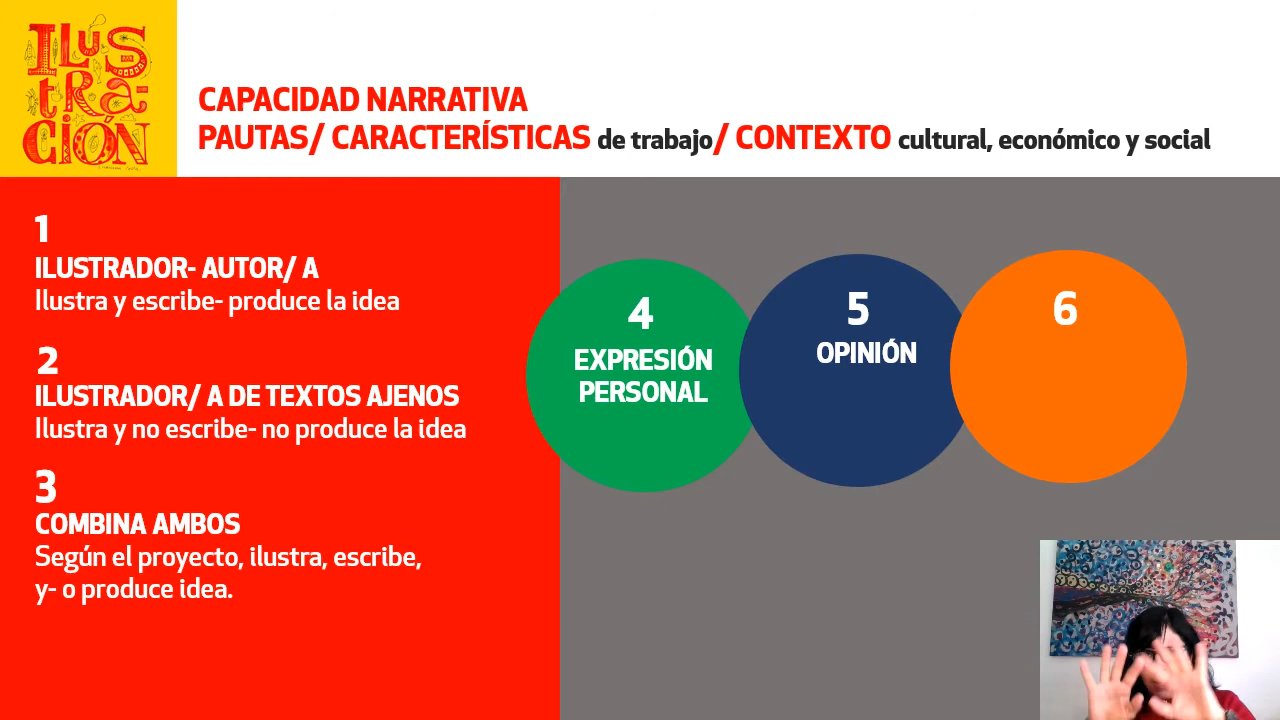 ILUS
tRa-
CIÓN
CAPACIDAD NARRATIVA
PAUTAS/ CARACTERÍSTICAS de trabajo/ CONTEXTO cultural, económico y social
1
ILUSTRADOR- AUTOR/ A
Ilustra y escribe- produce la idea
2
ILUSTRADOR/ A DE TEXTOS AJENOS
Ilustra y no escribe- no produce la idea
3
COMBINA AMBOS
Según el proyecto, ilustra, escribe,
y- o produce idea.
4
EXPRESIÓN
PERSONAL
5
OPINIÓN
6